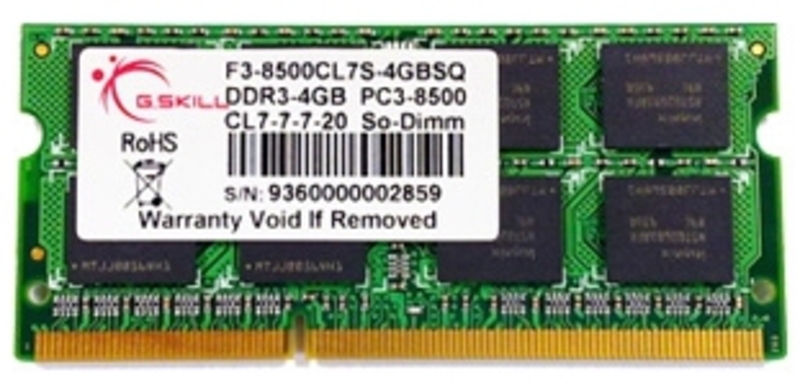 G.SKILL
F3-8500CL7S-4GBSQ
DDR3-4GB PC3-8500
CL7-7-7-20 So-Dimm
RoHS
S/N: 9360000002859
Warranty Void If Removed